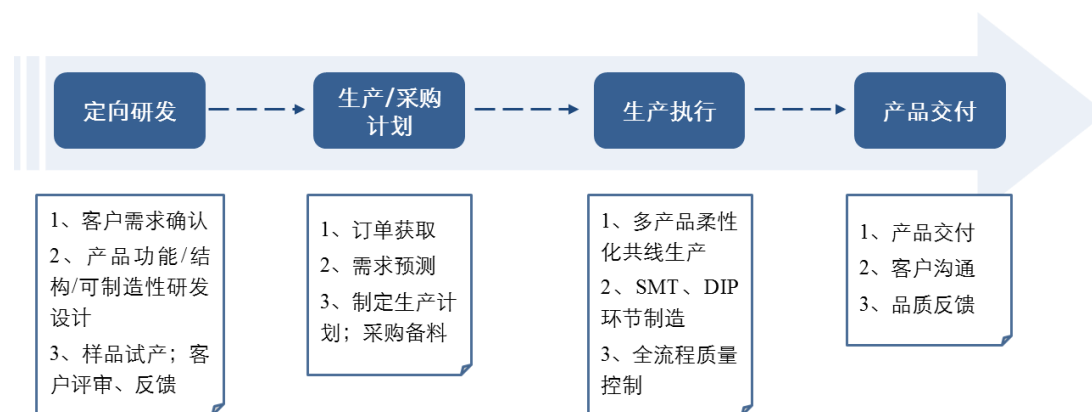 定向研发
生产/采购
计划
生产执行
产品交付
1、客户需求确认
2、产品功能/结
构/可制造性研发
设计
3、样品试产；客
户评审、反馈
1、订单获取
2、需求预测
3、制定生产计
划；采购备料
1、多产品柔性
化共线生产
2、SMT、DIP
环节制造
3、全流程质量
控制
1、产品交付
2、客户沟通
3、品质反馈